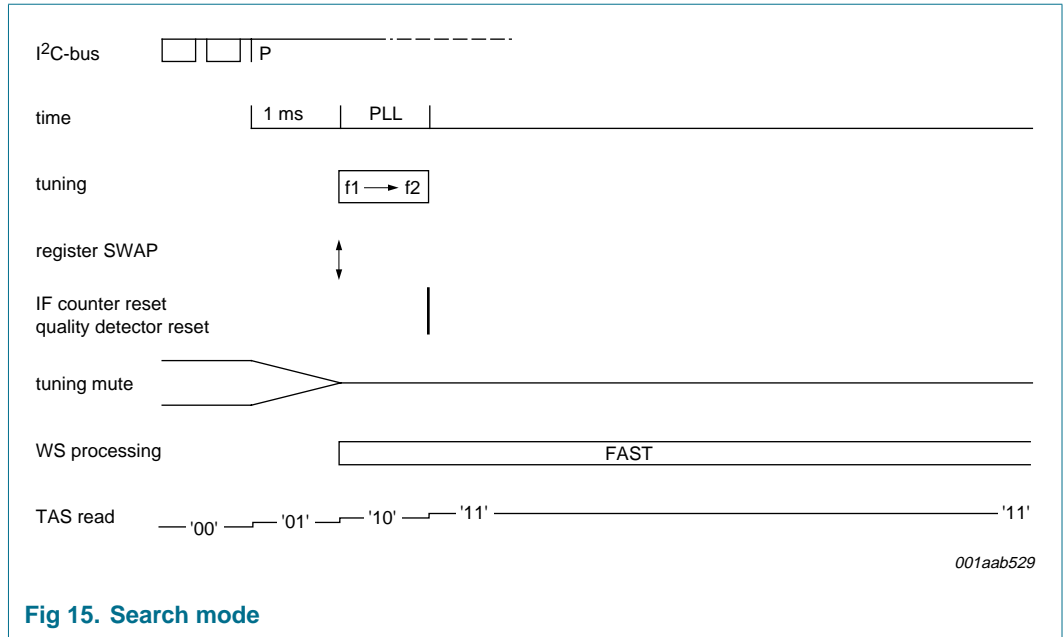 I²C-bus P
time 1 ms PLL
tuning f1 f2
register SWAP
IF counter reset
quality detector reset
tuning mute
WS processing FAST
TAS read '00' '01' '10' '11' '11'
001aab529
Fig 15. Search mode